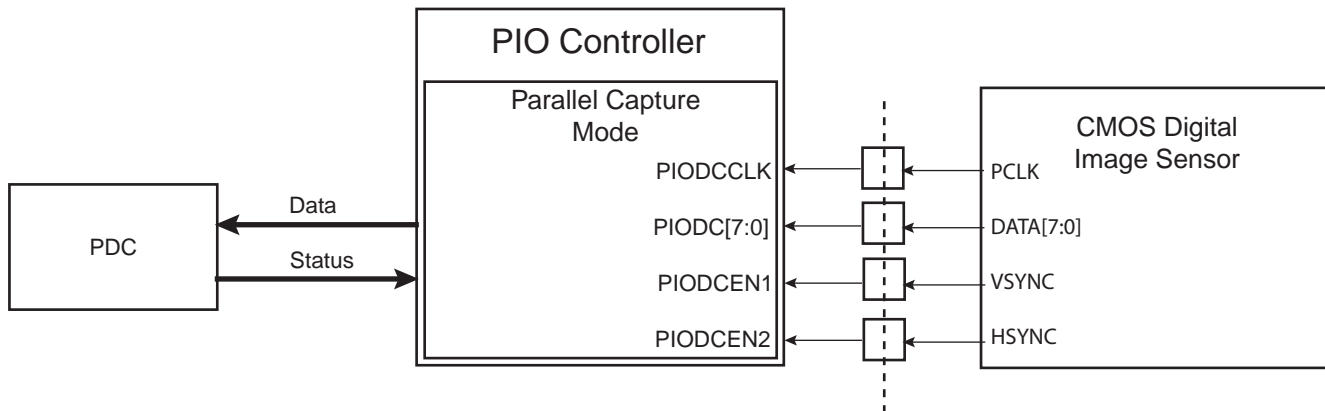 PIO Controller
Parallel Capture
Mode
CMOS Digital
Image Sensor
PIODCCLK
PCLK
Data
PIODC[7:0]
DATA[7:0]
PDC
Status
PIODCEN1
VSYNC
PIODCEN2
HSYNC